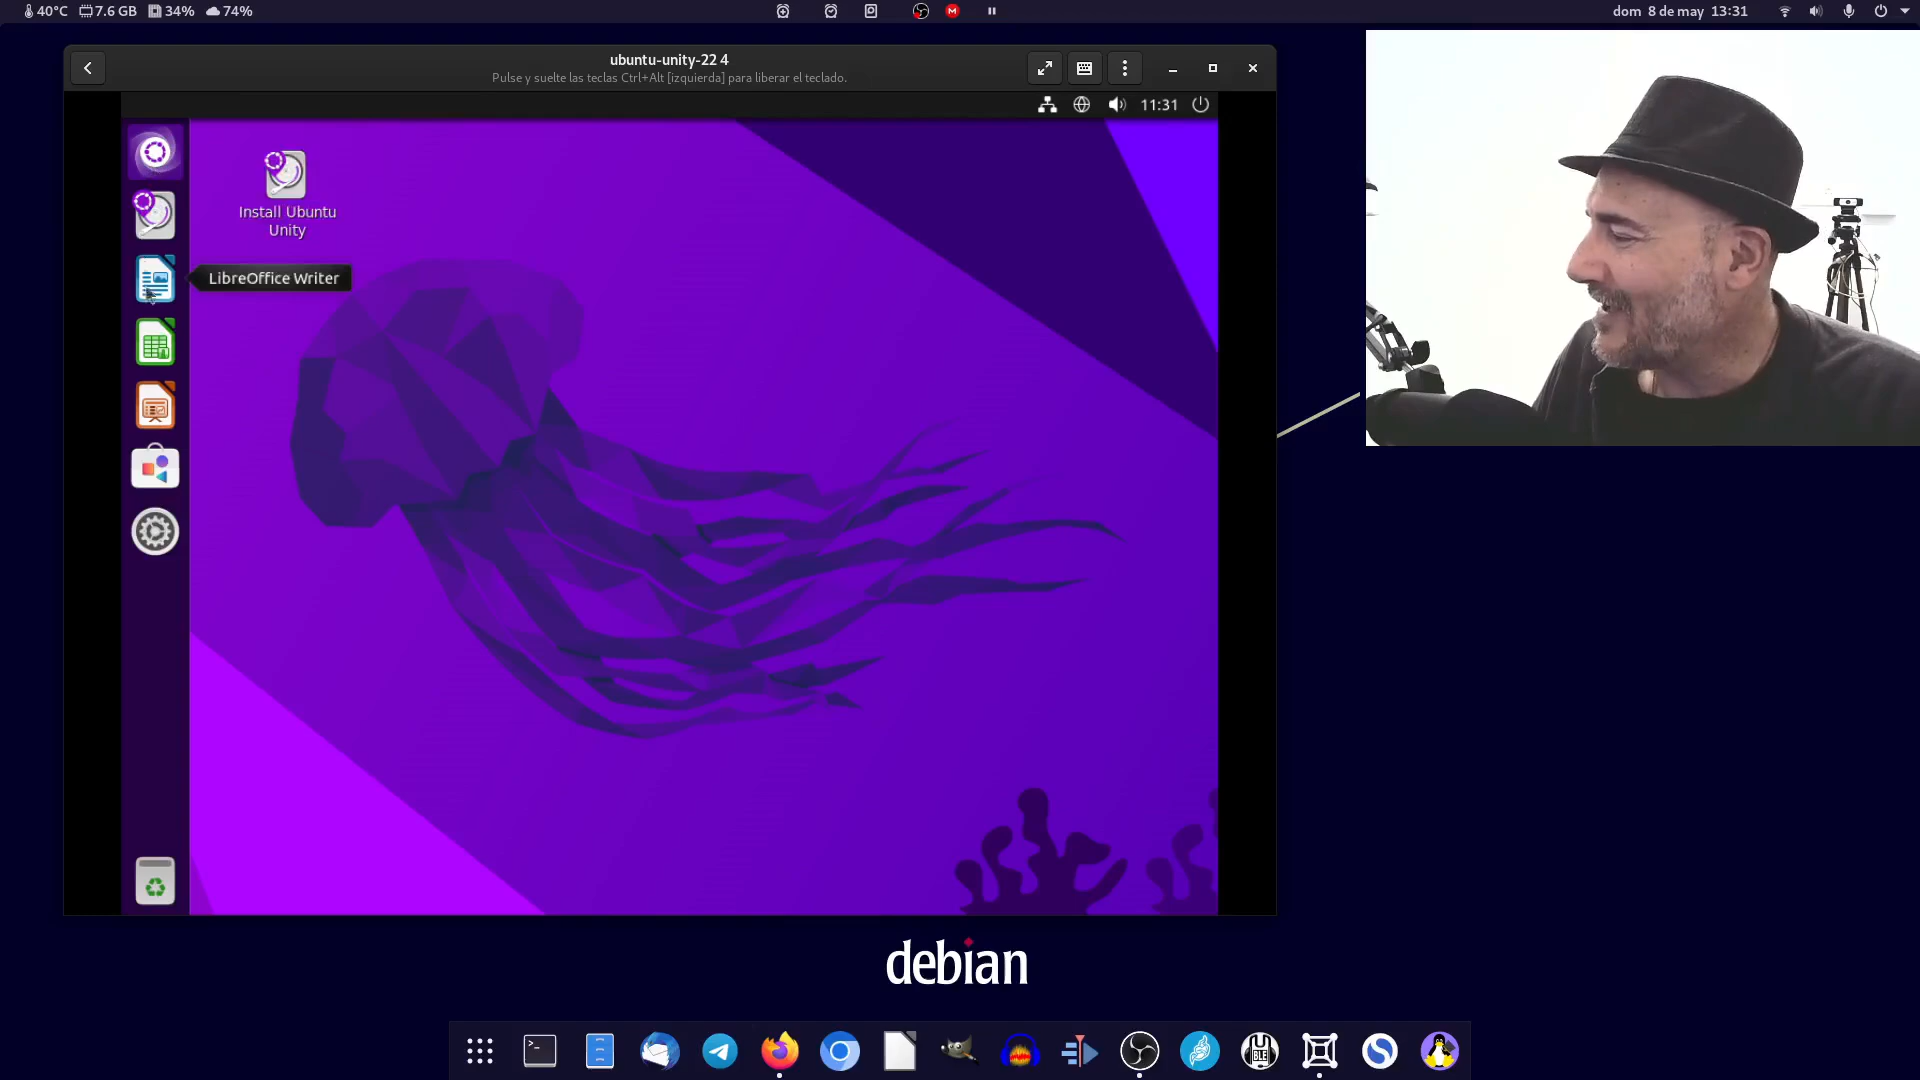 40°C 7.6 GB 34% 74%
dom 8 de may 13:31
ubuntu-unity-22 4
Pulse y suelte las teclas Ctrl+Alt [izquierda] para liberar el teclado.
11:31
Install Ubuntu
Unity
LibreOffice Writer
debian
>_
BLE